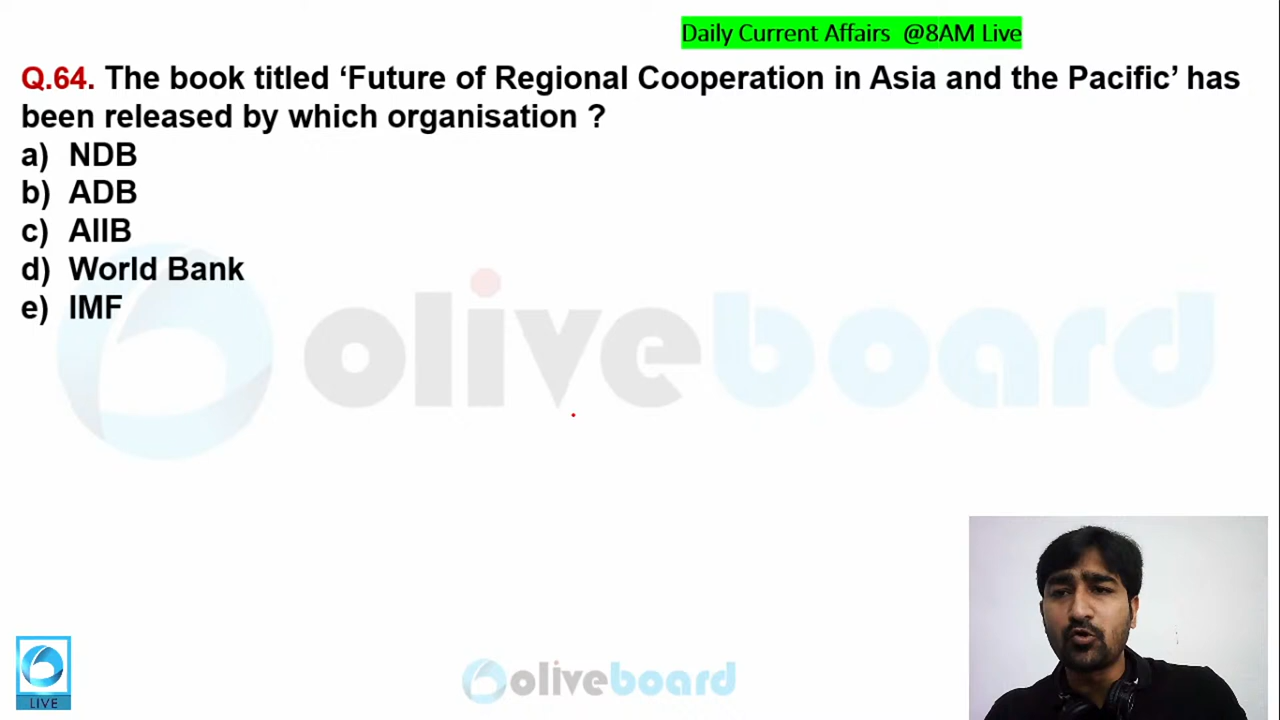 Daily Current Affairs  @8AM Live
Q.64. The book titled ‘Future of Regional Cooperation in Asia and the Pacific’ has
been released by which organisation ?
a) NDB
b) ADB
c) AIIB
d) World Bank
e) IMF
oliveboard
LIVE
oliveboard